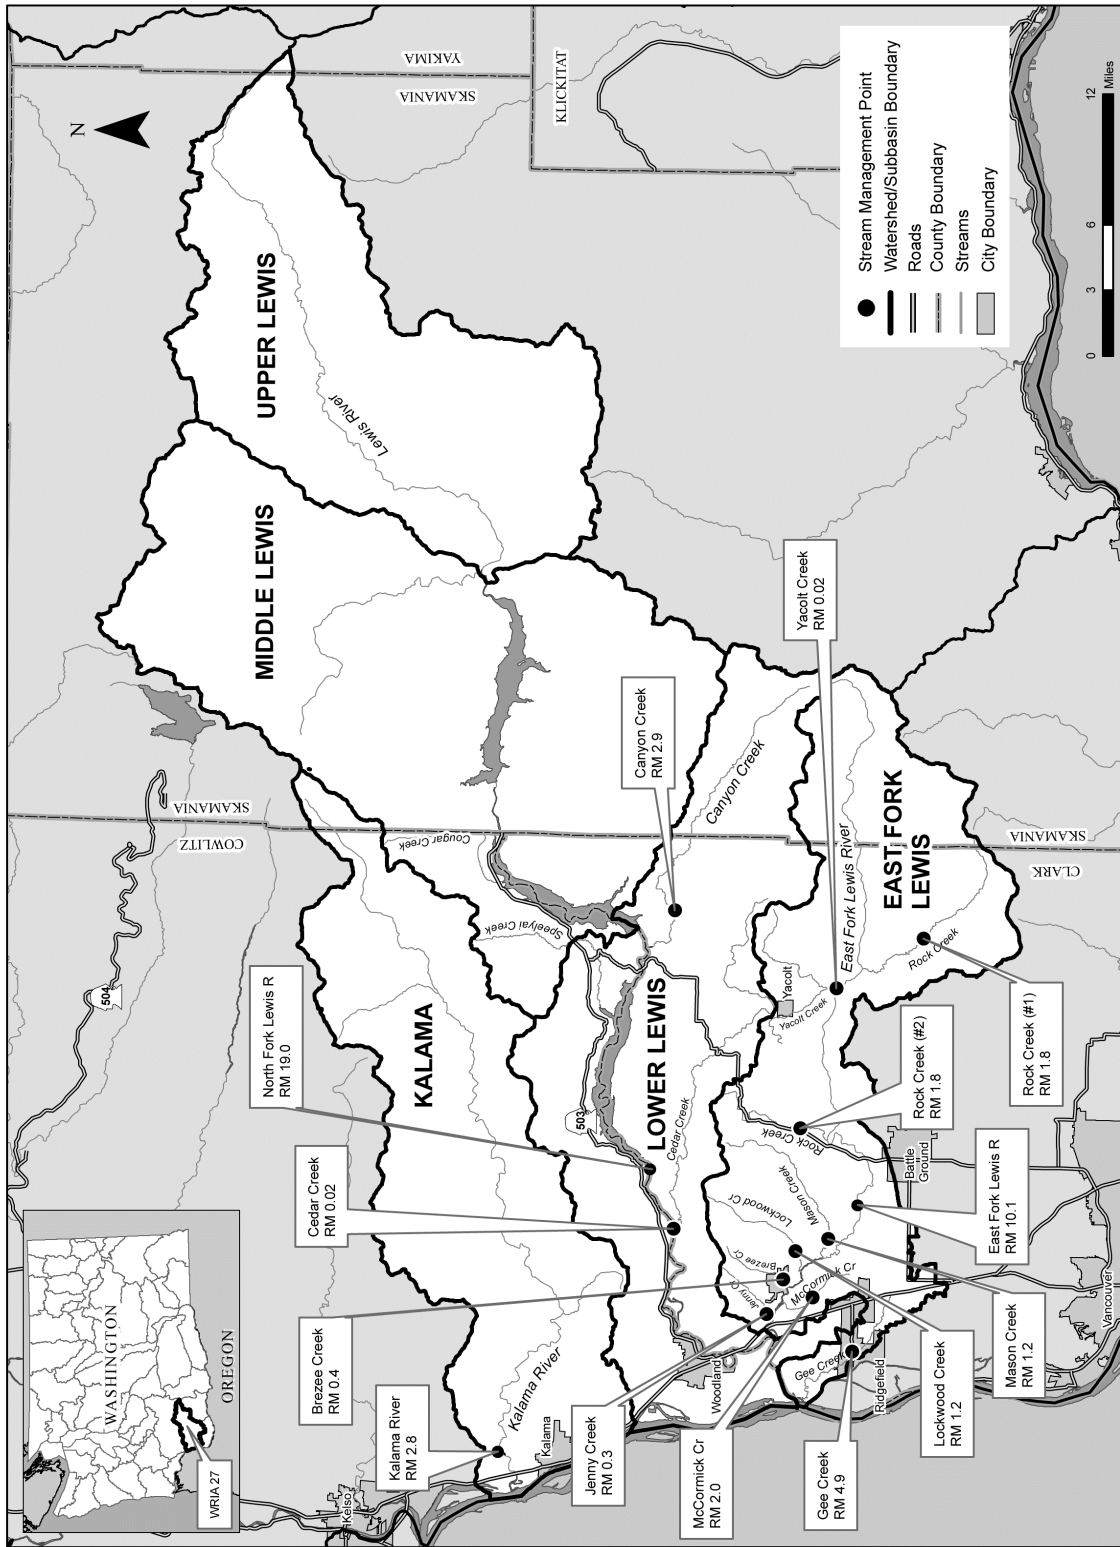 WASHINGTON
OREGON
WRIA 27
N
YAKIMA
SKAMANIA
KLICKITAT
COWLITZ
SKAMANIA
CLARK
SKAMANIA
UPPER LEWIS
Lewis River
MIDDLE LEWIS
KALAMA
Kalama River
LOWER LEWIS
EAST FORK
LEWIS
East Fork Lewis River
Canyon Creek
Cougar Creek
Speelyai Creek
Cedar Creek
Rock Creek
Yacolt Creek
Yacolt
Rock Creek
Mason Creek
Lockwood Cr
Brezee Cr
Jenny Cr
McCormick Cr
Gee Creek
504
503
Kelso
Kalama
Woodland
Ridgefield
Battle
Ground
Vancouver
Kalama River
RM 2.8
Brezee Creek
RM 0.4
Cedar Creek
RM 0.02
North Fork Lewis R
RM 19.0
Canyon Creek
RM 2.9
Yacolt Creek
RM 0.02
Jenny Creek
RM 0.3
McCormick Cr
RM 2.0
Gee Creek
RM 4.9
Lockwood Creek
RM 1.2
Mason Creek
RM 1.2
East Fork Lewis R
RM 10.1
Rock Creek (#2)
RM 1.8
Rock Creek (#1)
RM 1.8
Stream Management Point
Watershed/Subbasin Boundary
Roads
County Boundary
Streams
City Boundary
0 3 6 12
Miles